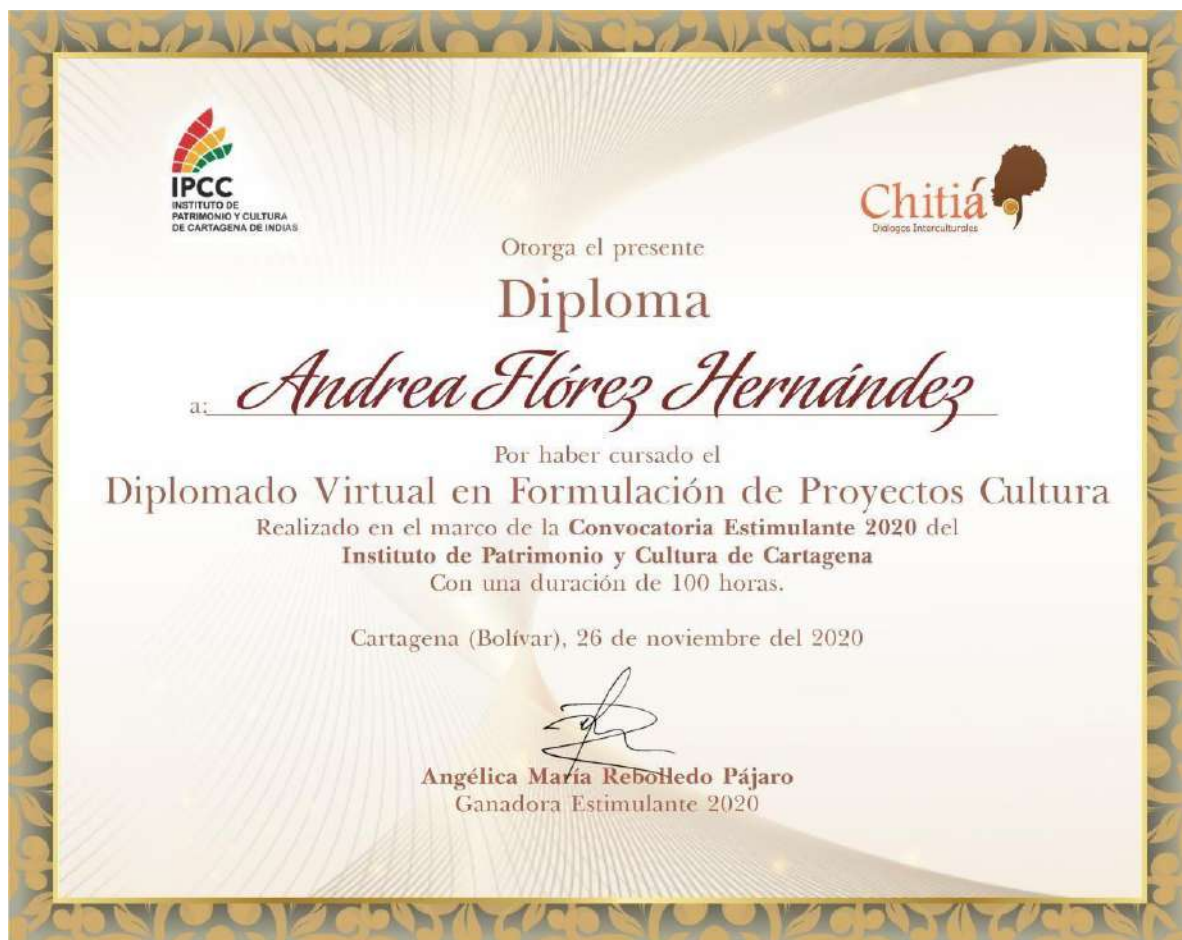 IPCC
INSTITUTO DE
PATRIMONIO Y CULTURA
DE CARTAGENA DE INDIAS
Chitiá
Dialogos Interculturales
Otorga el presente
Diploma
a: Andrea Flórez Hernández
Por haber cursado el
Diplomado Virtual en Formulación de Proyectos Cultura
Realizado en el marco de la Convocatoria Estimulante 2020 del
Instituto de Patrimonio y Cultura de Cartagena
Con una duración de 100 horas.
Cartagena (Bolívar), 26 de noviembre del 2020
Angélica María Rebolledo Pájaro
Ganadora Estimulante 2020